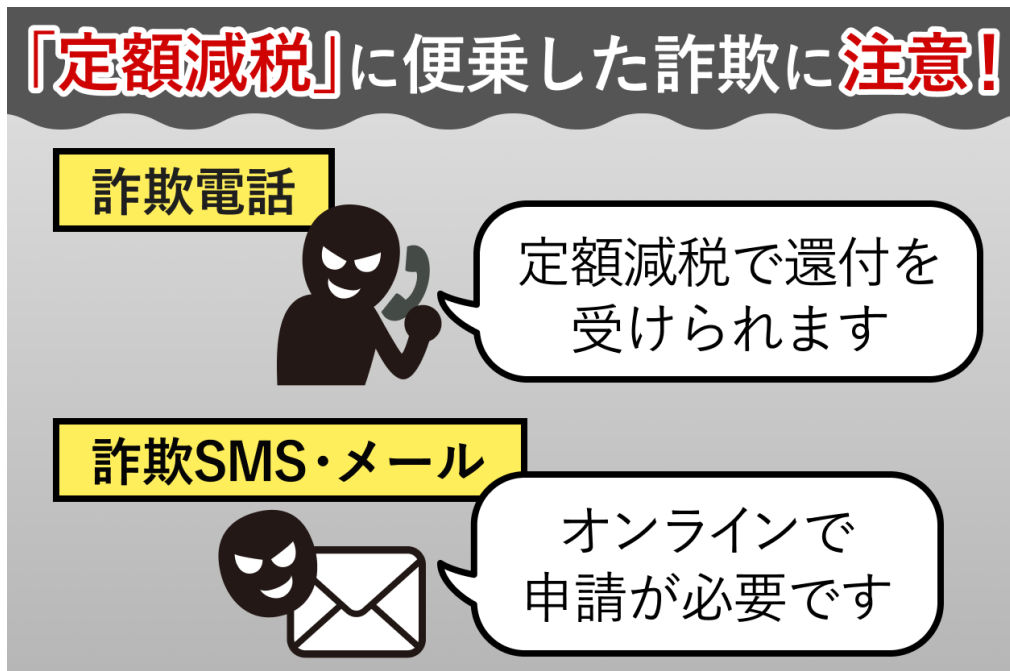 「定額減税」に便乗した詐欺に注意！
詐欺電話
定額減税で還付を
受けられます
詐欺SMS・メール
オンラインで
申請が必要です